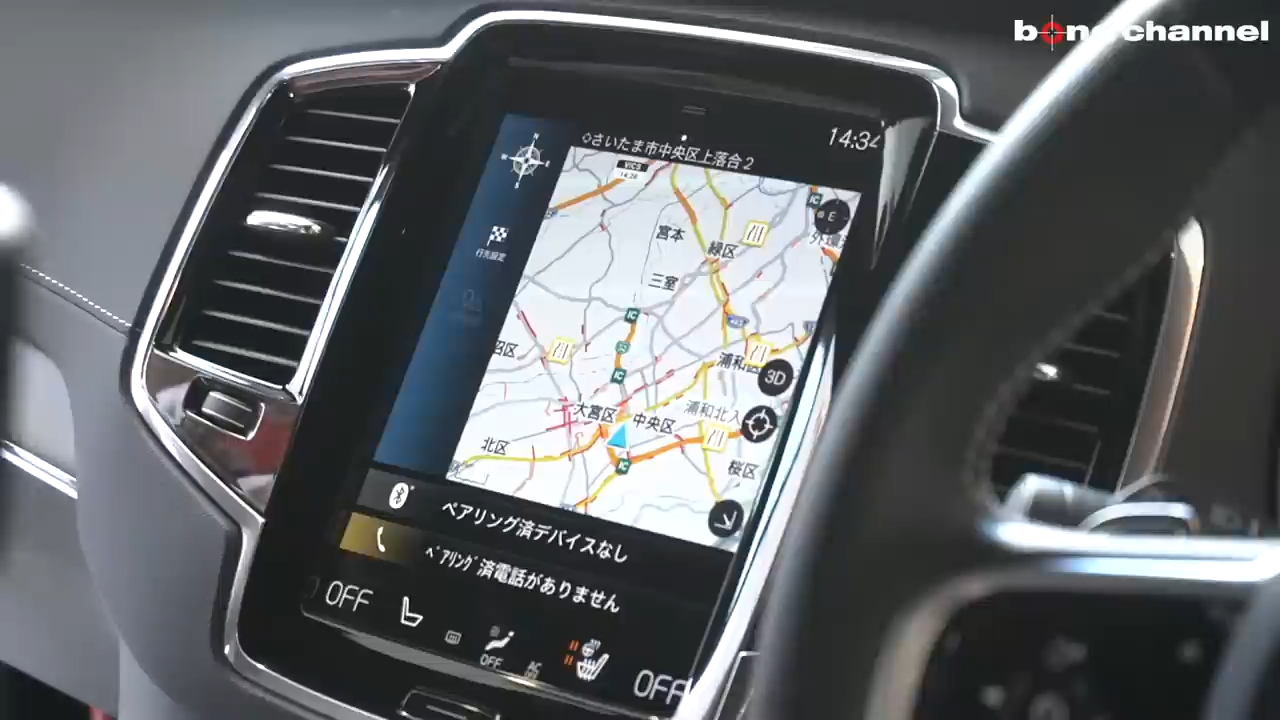 bond channel
14:34
◇さいたま市中央区上落合2
VICS
14:28
IC
E
N
宮本
緑区
行先設定
三室
IC
浦和区
3D
IC
大宮区
中央区
浦和北入
北区
IC
桜区
ペアリング済デバイスなし
ペアリング済電話がありません
OFF
OFF
OFF